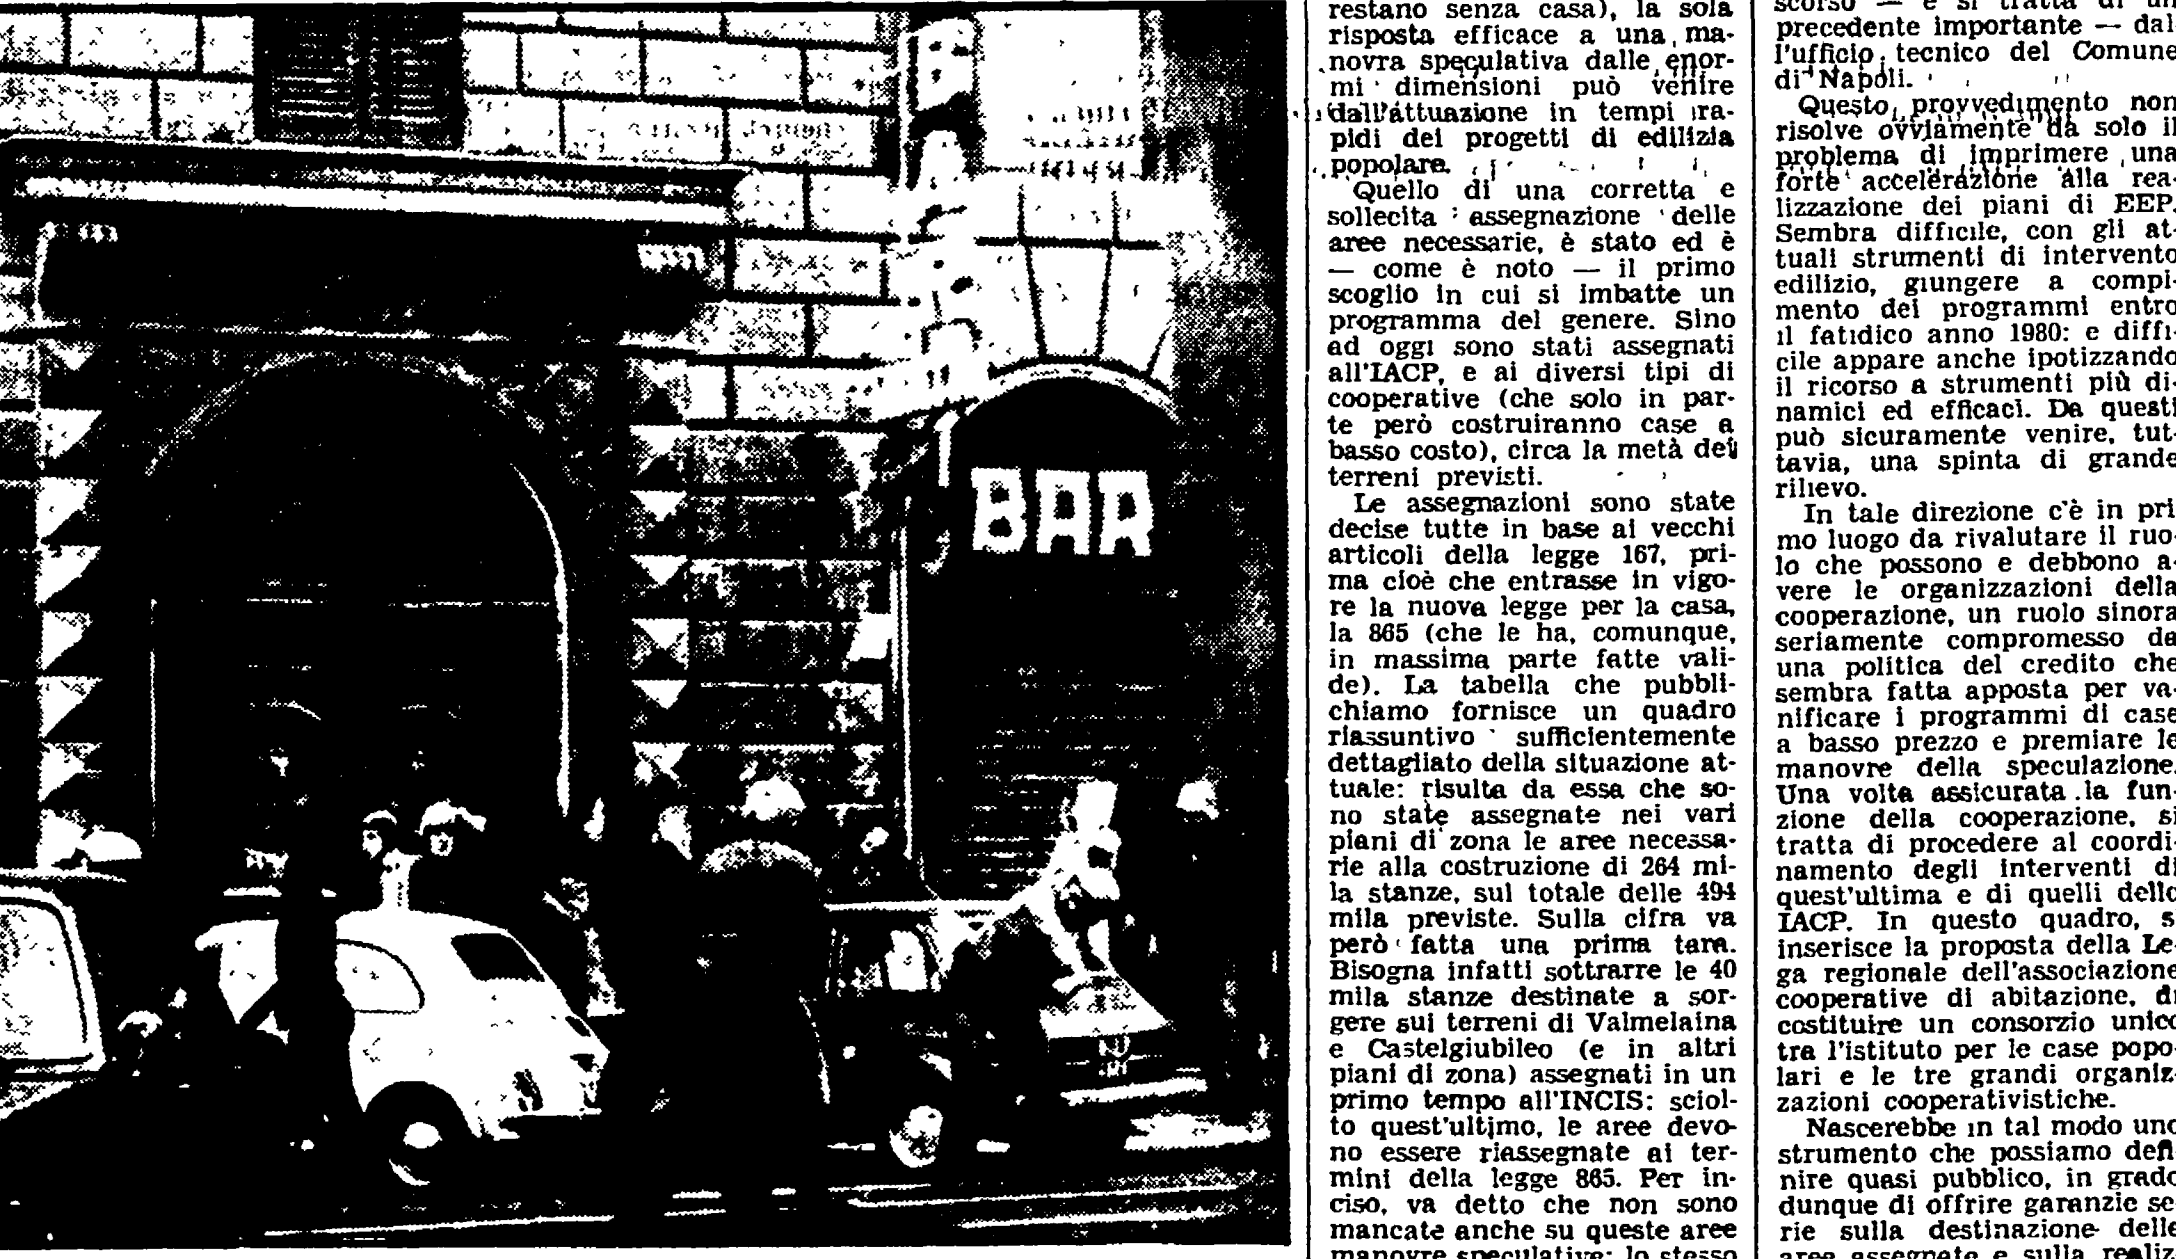 BAR
restano senza casa), la sola
risposta efficace a una ma-
novra speculativa dalle enor-
mi dimensioni può venire
dall'attuazione in tempi ra-
pidi dei progetti di edilizia
popolare.
Quello di una corretta e
sollecita assegnazione delle
aree necessarie, è stato ed è
— come è noto — il primo
scoglio in cui si imbatte un
programma del genere. Sino
ad oggi sono stati assegnati
all'IACP, e ai diversi tipi di
cooperative (che solo in par-
te però costruiranno case a
basso costo), circa la metà dei
terreni previsti.
Le assegnazioni sono state
decise tutte in base ai vecchi
articoli della legge 167, pri-
ma cioè che entrasse in vigo-
re la nuova legge per la casa,
la 865 (che le ha, comunque,
in massima parte fatte vali-
de). La tabella che pubbli-
chiamo fornisce un quadro
riassuntivo sufficientemente
dettagliato della situazione at-
tuale: risulta da essa che so-
no state assegnate nei vari
piani di zona le aree necessa-
rie alla costruzione di 264 mi-
la stanze, sul totale delle 494
mila previste. Sulla cifra va
però fatta una prima tara.
Bisogna infatti sottrarre le 40
mila stanze destinate a sor-
gere sui terreni di Valmelaina
e Castelgiubileo (e in altri
piani di zona) assegnati in un
primo tempo all'INCIS: sciol-
to quest'ultimo, le aree devo-
no essere riassegnate ai ter-
mini della legge 865. Per in-
ciso, va detto che non sono
mancate anche su queste aree
manovre speculative: lo stesso
scorso — e si tratta di un
precedente importante — dal
l'ufficio tecnico del Comune
di Napoli.
Questo provvedimento non
risolve ovviamente da solo il
problema di imprimere una
forte accelerazione alla rea-
lizzazione dei piani di EEP.
Sembra difficile, con gli at-
tuali strumenti di intervento
edilizio, giungere a compi-
mento dei programmi entro
il fatidico anno 1980: e diffi-
cile appare anche ipotizzando
il ricorso a strumenti più di-
namici ed efficaci. Da questi
può sicuramente venire, tut-
tavia, una spinta di grande
rilievo.
In tale direzione c'è in pri
mo luogo da rivalutare il ruo-
lo che possono e debbono a-
vere le organizzazioni della
cooperazione, un ruolo sinora
seriamente compromesso da
una politica del credito che
sembra fatta apposta per va-
nificare i programmi di case
a basso prezzo e premiare le
manovre della speculazione.
Una volta assicurata la fun-
zione della cooperazione, si
tratta di procedere al coordi-
namento degli interventi di
quest'ultima e di quelli dello
IACP. In questo quadro, s
inserisce la proposta della Le-
ga regionale dell'associazione
cooperative di abitazione, di
costituire un consorzio unico
tra l'istituto per le case popo-
lari e le tre grandi organiz-
zazioni cooperativistiche.
Nascerebbe in tal modo uno
strumento che possiamo defi-
nire quasi pubblico, in grado
dunque di offrire garanzie se-
rie sulla destinazione delle
aree assegnate e sulla realiz-